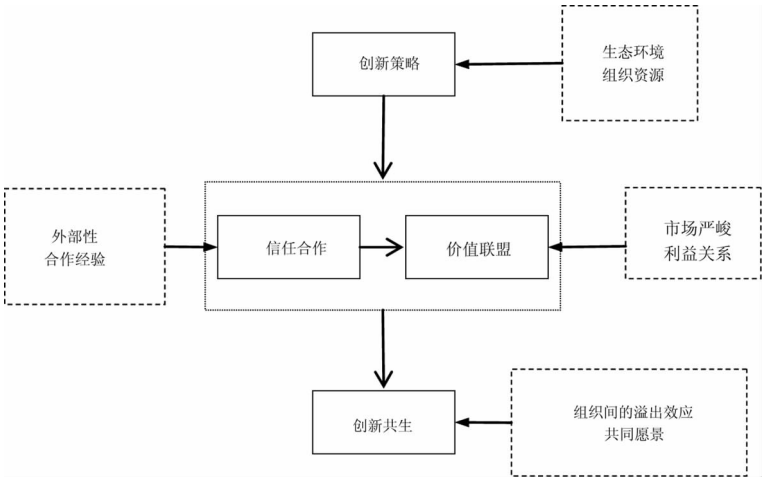 创新策略
生态环境
组织资源
外部性
合作经验
信任合作
价值联盟
市场严峻
利益关系
创新共生
组织间的溢出效应
共同愿景